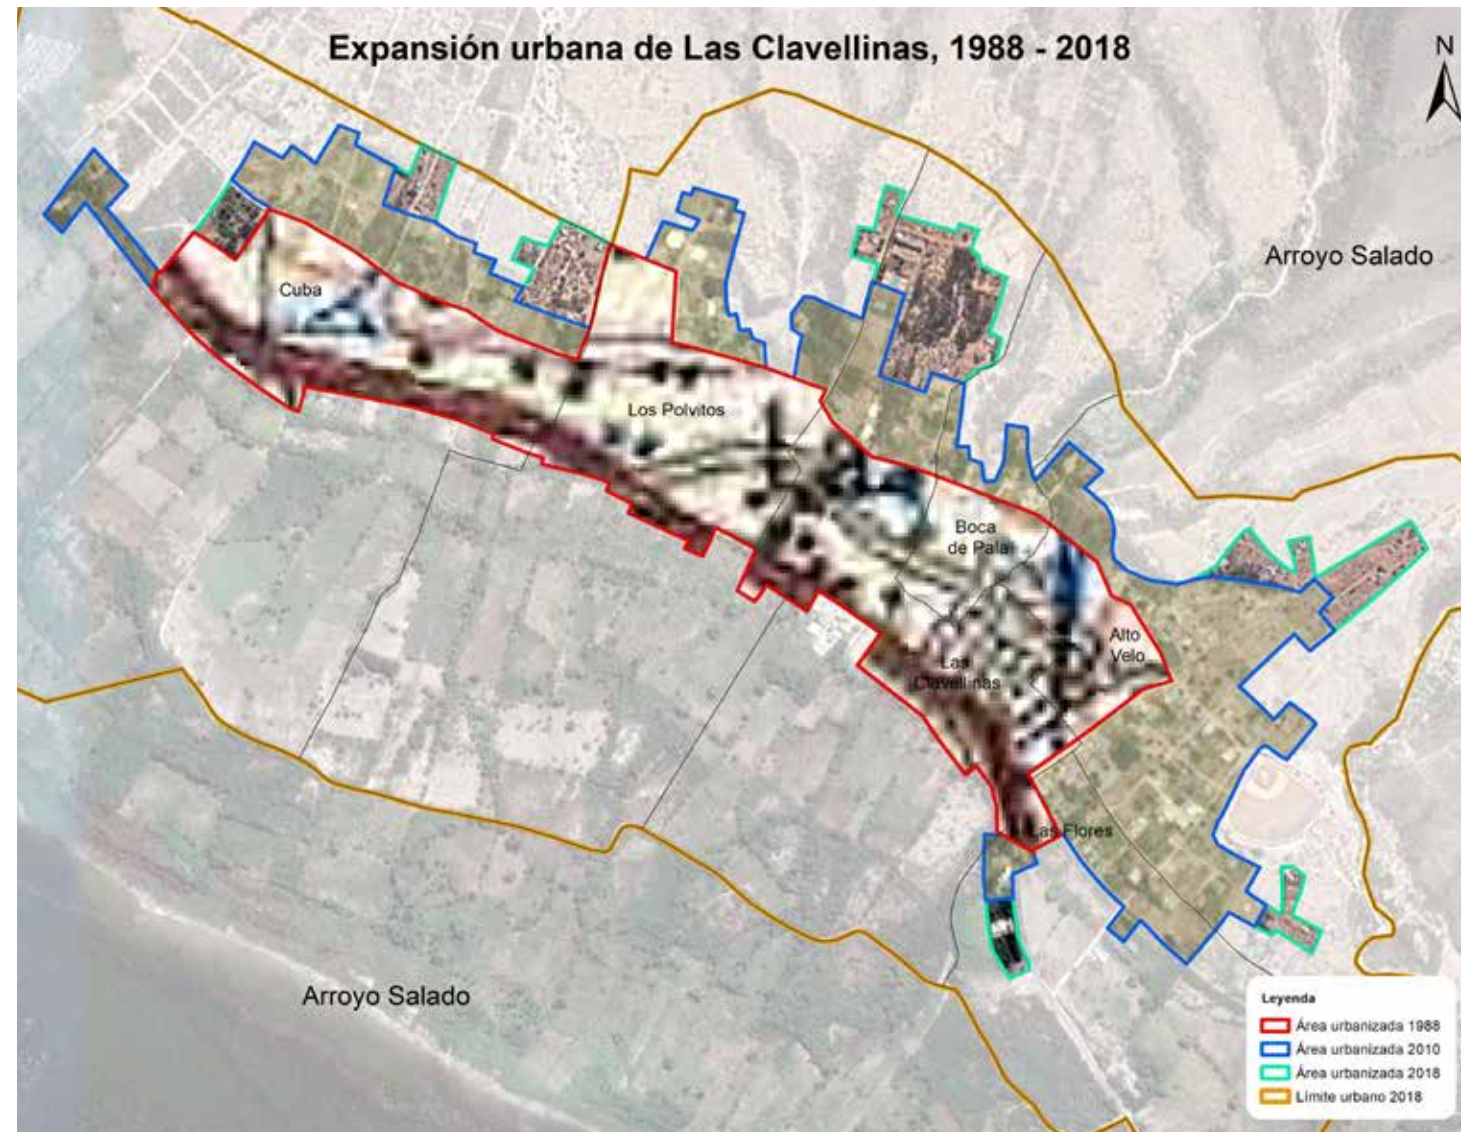 Expansión urbana de Las Clavellinas, 1988 - 2018
N
Arroyo Salado
Cuba
Los Polvitos
Boca
de Pala
Alto
Velo
Las
Clavellinas
Las Flores
Arroyo Salado
Leyenda
Área urbanizada 1988
Área urbanizada 2010
Área urbanizada 2018
Límite urbano 2018